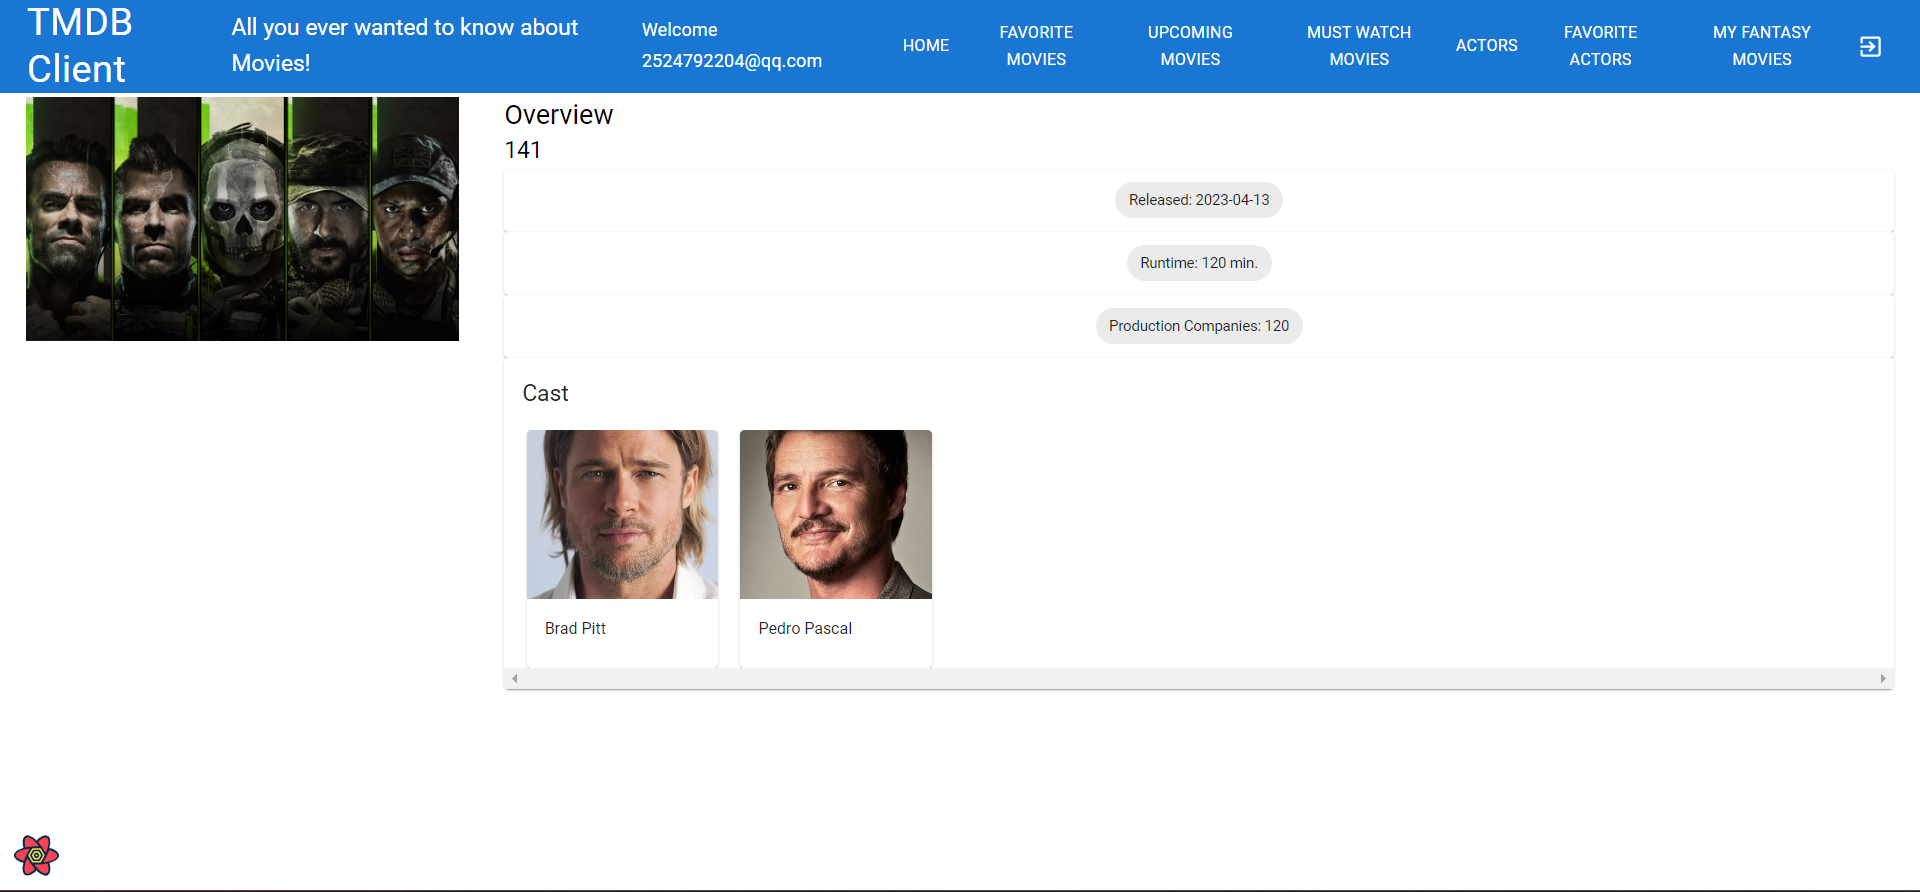 TMDB
Client
All you ever wanted to know about
Movies!
Welcome
2524792204@qq.com
HOME
FAVORITE
MOVIES
UPCOMING
MOVIES
MUST WATCH
MOVIES
ACTORS
FAVORITE
ACTORS
MY FANTASY
MOVIES
Overview
141
Released: 2023-04-13
Runtime: 120 min.
Production Companies: 120
Cast
Brad Pitt
Pedro Pascal